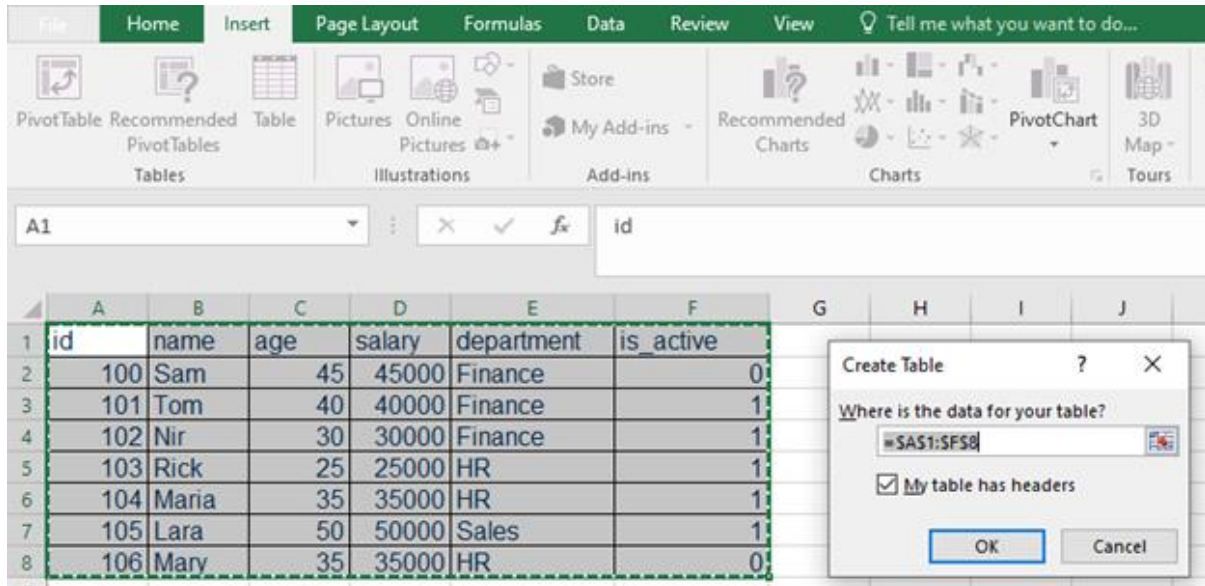 File Home Insert Page Layout Formulas Data Review View Tell me what you want to do...
PivotTable Recommended PivotTables Table
Tables
Pictures Online Pictures
Illustrations
Store
My Add-ins
Add-ins
Recommended Charts
PivotChart
Charts
3D Map
Tours
A1 fx id
A B C D E F G H I J
1 id name age salary department is_active
2 100 Sam 45 45000 Finance 0
3 101 Tom 40 40000 Finance 1
4 102 Nir 30 30000 Finance 1
5 103 Rick 25 25000 HR 1
6 104 Maria 35 35000 HR 1
7 105 Lara 50 50000 Sales 1
8 106 Mary 35 35000 HR 0
Create Table ? ×
Where is the data for your table?
=$A$1:$F$8
My table has headers
OK Cancel